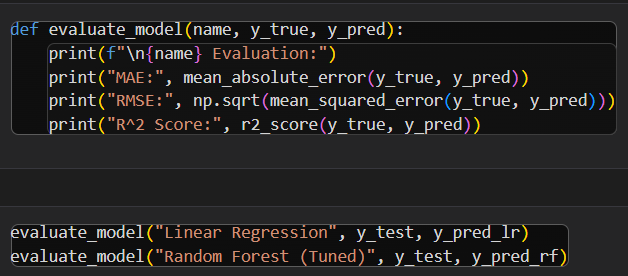 def evaluate_model(name, y_true, y_pred):
    print(f"\n{name} Evaluation:")
    print("MAE:", mean_absolute_error(y_true, y_pred))
    print("RMSE:", np.sqrt(mean_squared_error(y_true, y_pred)))
    print("R^2 Score:", r2_score(y_true, y_pred))
evaluate_model("Linear Regression", y_test, y_pred_lr)
evaluate_model("Random Forest (Tuned)", y_test, y_pred_rf)